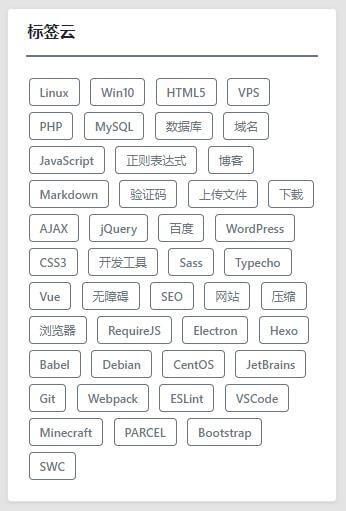 标签云
Linux Win10 HTML5 VPS
PHP MySQL 数据库 域名
JavaScript 正则表达式 博客
Markdown 验证码 上传文件 下载
AJAX jQuery 百度 WordPress
CSS3 开发工具 Sass Typecho
Vue 无障碍 SEO 网站 压缩
浏览器 RequireJS Electron Hexo
Babel Debian CentOS JetBrains
Git Webpack ESLint VSCode
Minecraft PARCEL Bootstrap
SWC